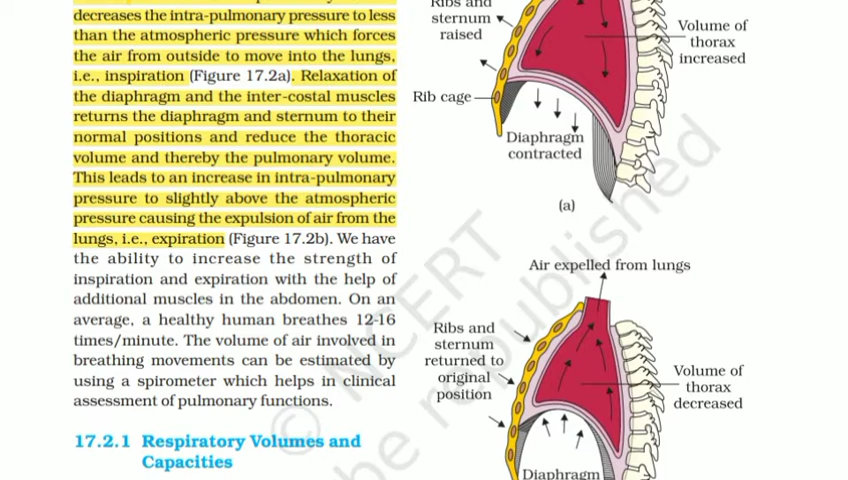 decreases the intra-pulmonary pressure to less
than the atmospheric pressure which forces
the air from outside to move into the lungs,
i.e., inspiration (Figure 17.2a). Relaxation of
the diaphragm and the inter-costal muscles
returns the diaphragm and sternum to their
normal positions and reduce the thoracic
volume and thereby the pulmonary volume.
This leads to an increase in intra-pulmonary
pressure to slightly above the atmospheric
pressure causing the expulsion of air from the
lungs, i.e., expiration (Figure 17.2b). We have
the ability to increase the strength of
inspiration and expiration with the help of
additional muscles in the abdomen. On an
average, a healthy human breathes 12-16
times/minute. The volume of air involved in
breathing movements can be estimated by
using a spirometer which helps in clinical
assessment of pulmonary functions.
17.2.1 Respiratory Volumes and
Capacities
Ribs and
sternum
raised
Volume of
thorax
increased
Rib cage
Diaphragm
contracted
(a)
Air expelled from lungs
Ribs and
sternum
returned to
original
position
Volume of
thorax
decreased
Diaphragm
© NCERT
be republished